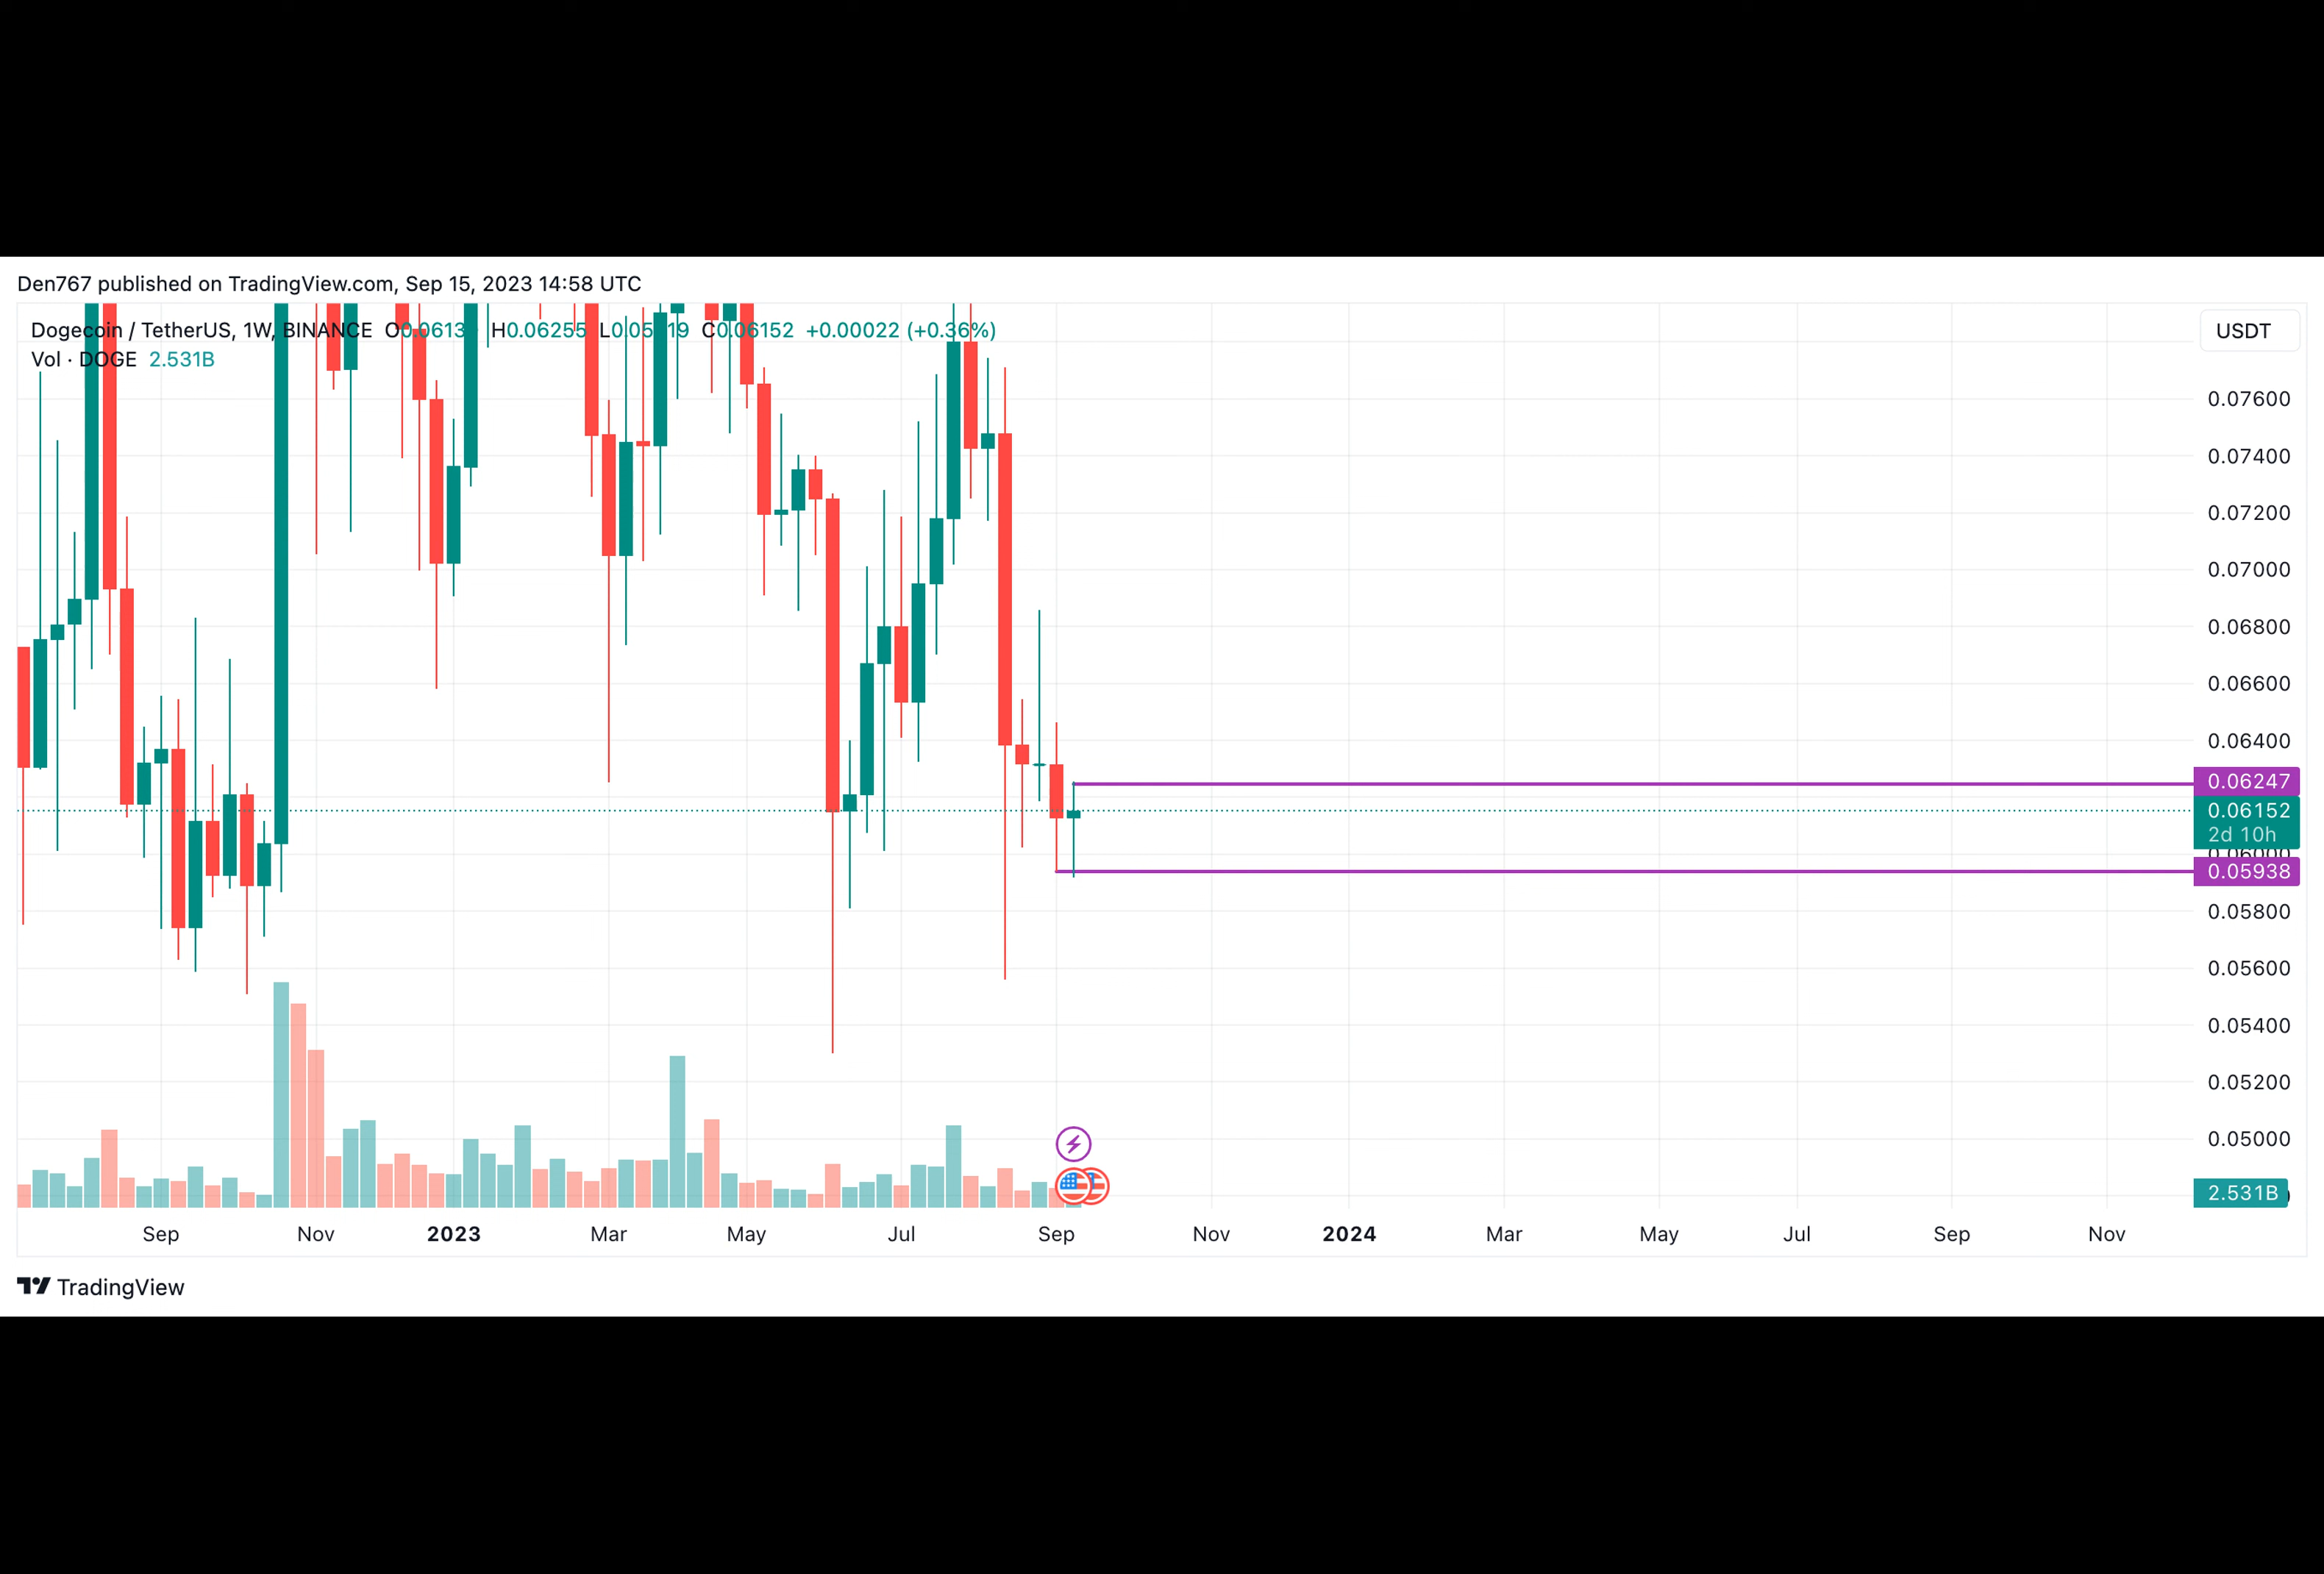 Den767 published on TradingView.com, Sep 15, 2023 14:58 UTC
Dogecoin / TetherUS, 1W, BINANCE H0.06255 C0.06152 +0.00022 (+0.36%)
Vol · DOGE 2.531B
USDT
0.07600
0.07400
0.07200
0.07000
0.06800
0.06600
0.06400
0.06247
0.06152
2d 10h
0.05938
0.05800
0.05600
0.05400
0.05200
0.05000
2.531B
Sep Nov 2023 Mar May Jul Sep Nov 2024 Mar May Jul Sep Nov
TradingView